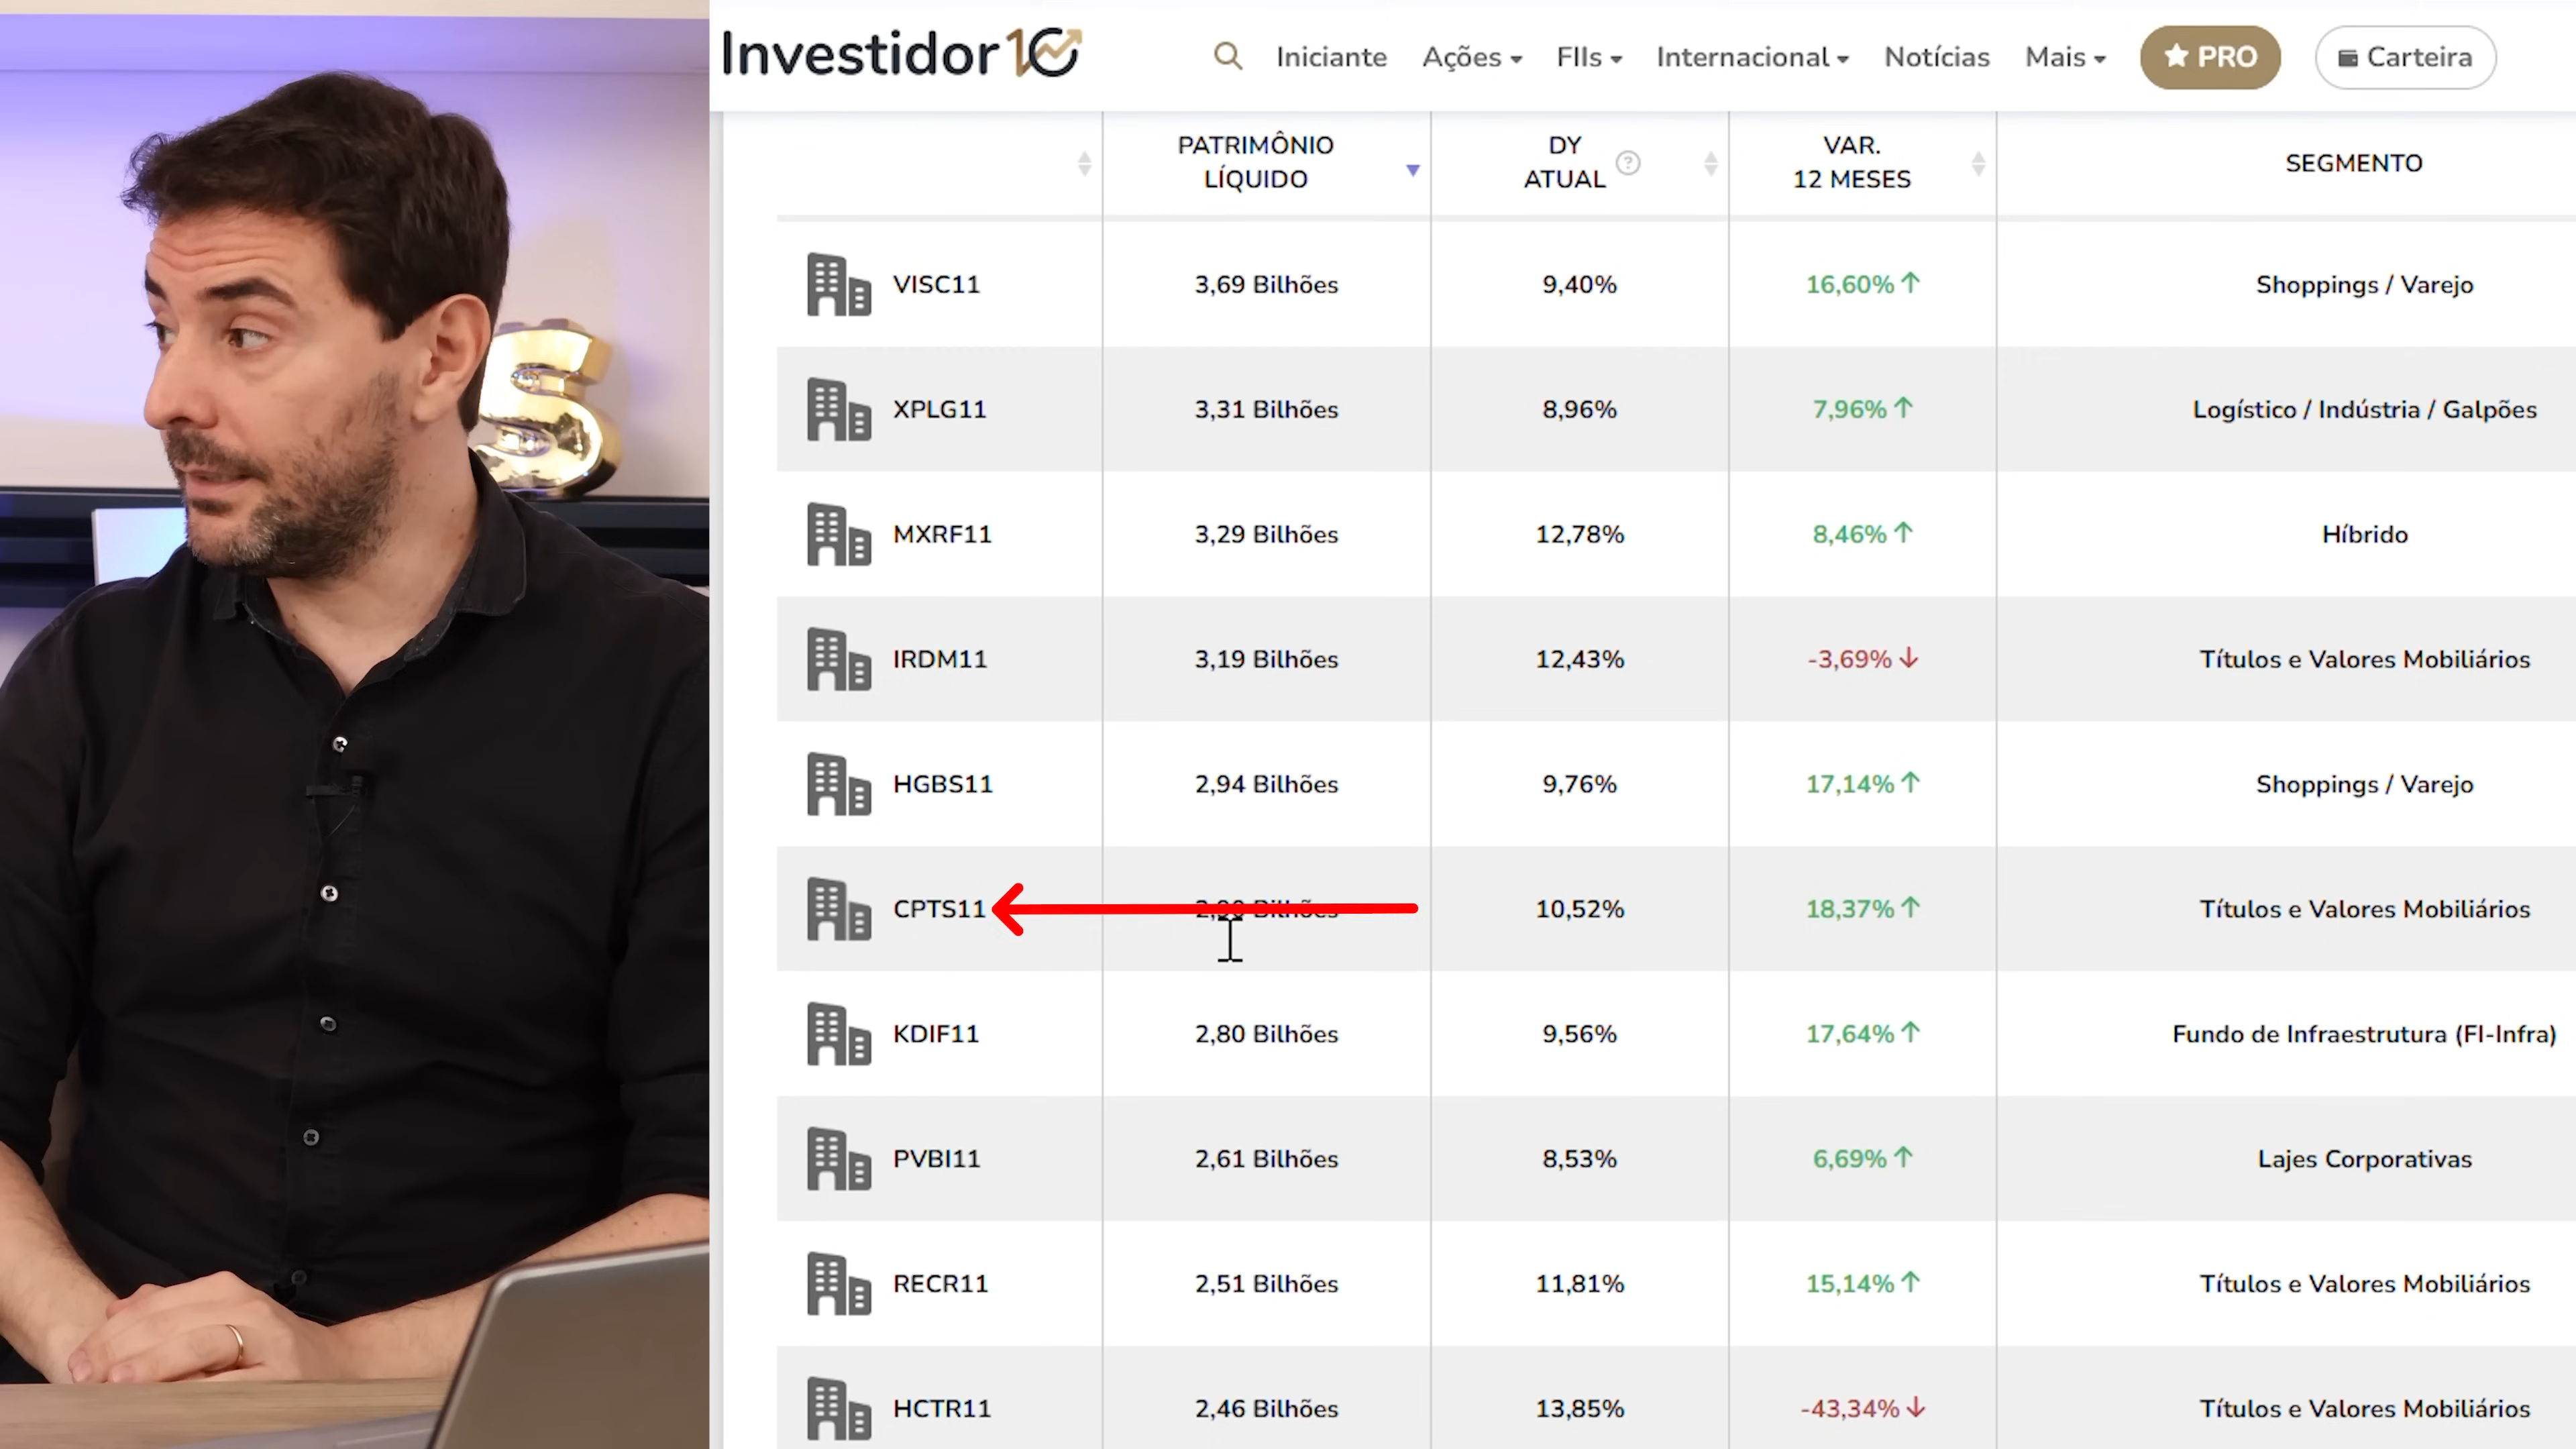 Investidor 10
Iniciante Ações FIIs Internacional Notícias Mais PRO Carteira
PATRIMÔNIO LÍQUIDO DY ATUAL ? VAR. 12 MESES SEGMENTO
VISC11 3,69 Bilhões 9,40% 16,60% ↑ Shoppings / Varejo
XPLG11 3,31 Bilhões 8,96% 7,96% ↑ Logístico / Indústria / Galpões
MXRF11 3,29 Bilhões 12,78% 8,46% ↑ Híbrido
IRDM11 3,19 Bilhões 12,43% -3,69% ↓ Títulos e Valores Mobiliários
HGBS11 2,94 Bilhões 9,76% 17,14% ↑ Shoppings / Varejo
CPTS11 Bilhões 10,52% 18,37% ↑ Títulos e Valores Mobiliários
KDIF11 2,80 Bilhões 9,56% 17,64% ↑ Fundo de Infraestrutura (FI-Infra)
PVBI11 2,61 Bilhões 8,53% 6,69% ↑ Lajes Corporativas
RECR11 2,51 Bilhões 11,81% 15,14% ↑ Títulos e Valores Mobiliários
HCTR11 2,46 Bilhões 13,85% -43,34% ↓ Títulos e Valores Mobiliários
S